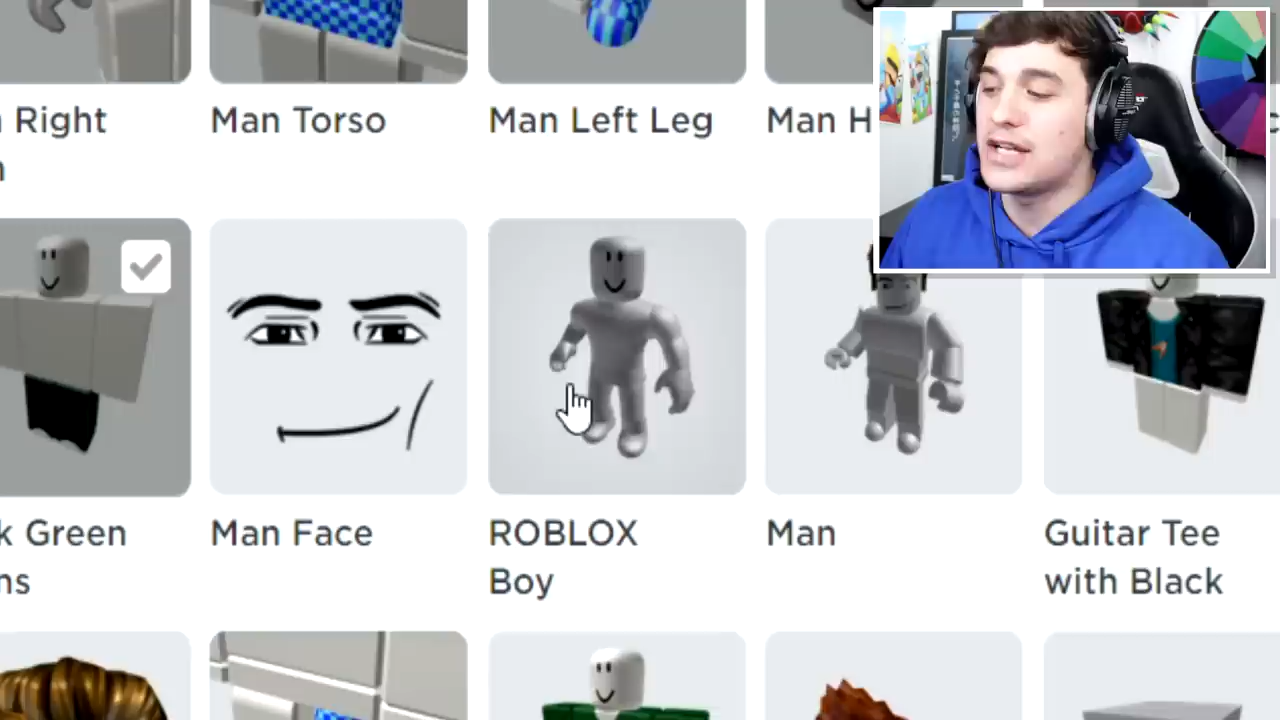 Right
Man Torso
Man Left Leg
Man H
k Green
ns
Man Face
ROBLOX
Boy
Man
Guitar Tee
with Black